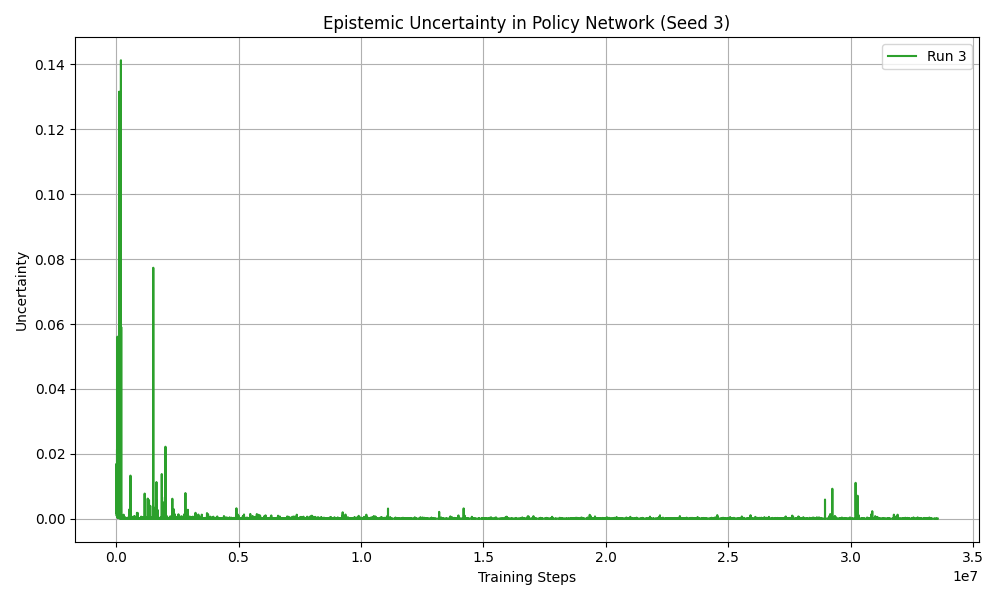 Epistemic Uncertainty in Policy Network (Seed 3)
Run 3
Uncertainty
0.14
0.12
0.10
0.08
0.06
0.04
0.02
0.00
0.0 0.5 1.0 1.5 2.0 2.5 3.0 3.5
1e7
Training Steps